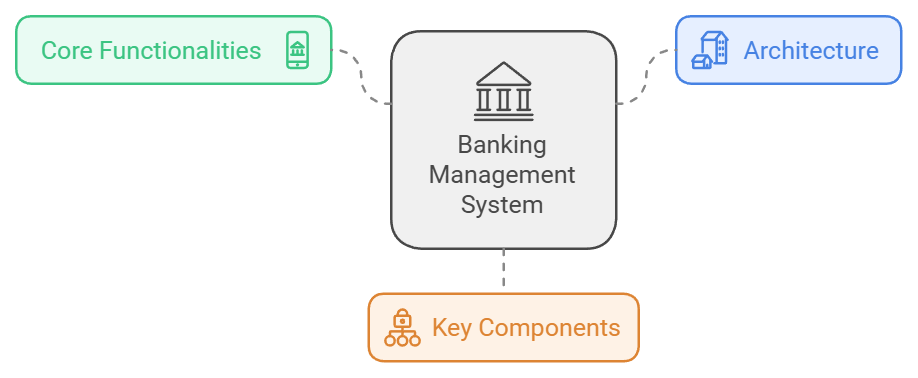 Core Functionalities
Architecture
Banking
Management
System
Key Components